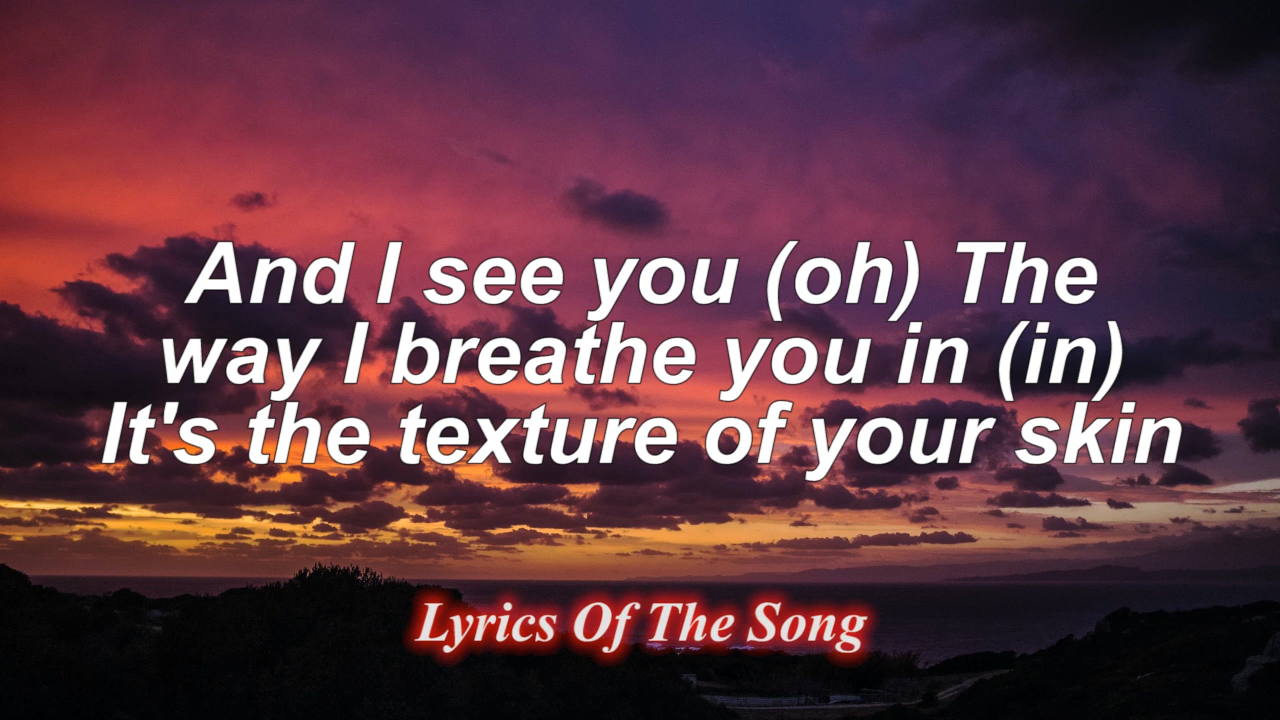 And I see you (oh) The
way I breathe you in (in)
It's the texture of your skin
Lyrics Of The Song